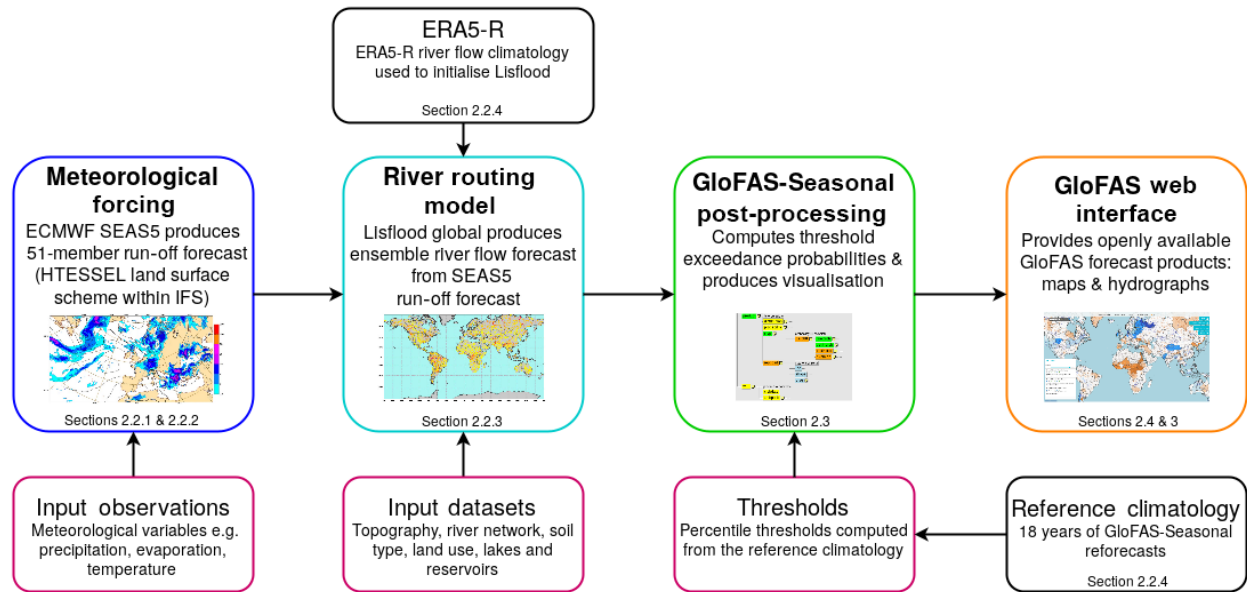 ERA5-R
ERA5-R river flow climatology
used to initialise Lisflood
Section 2.2.4
Meteorological
forcing
ECMWF SEAS5 produces
51-member run-off forecast
(HTESSEL land surface
scheme within IFS)
Sections 2.2.1 & 2.2.2
River routing
model
Lisflood global produces
ensemble river flow forecast
from SEAS5
run-off forecast
Section 2.2.3
GloFAS-Seasonal
post-processing
Computes threshold
exceedance probabilities &
produces visualisation
Section 2.3
GloFAS web
interface
Provides openly available
GloFAS forecast products:
maps & hydrographs
Sections 2.4 & 3
Input observations
Meteorological variables e.g.
precipitation, evaporation,
temperature
Input datasets
Topography, river network, soil
type, land use, lakes and
reservoirs
Thresholds
Percentile thresholds computed
from the reference climatology
Reference climatology
18 years of GloFAS-Seasonal
reforecasts
Section 2.2.4